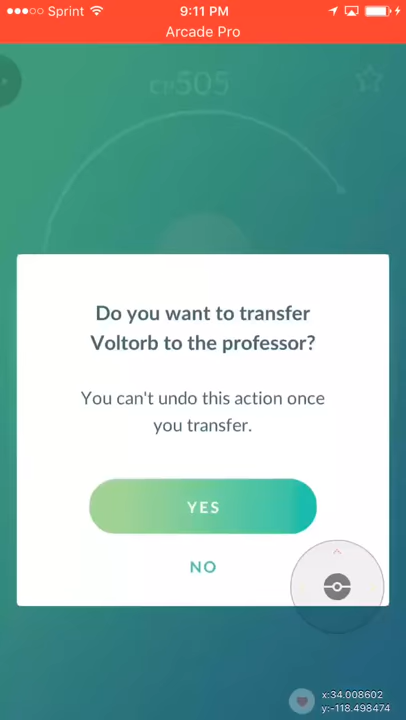 Sprint 9:11 PM
Arcade Pro
CP505
Do you want to transfer
Voltorb to the professor?
You can't undo this action once
you transfer.
YES
NO
x:34.008602
y:-118.498474